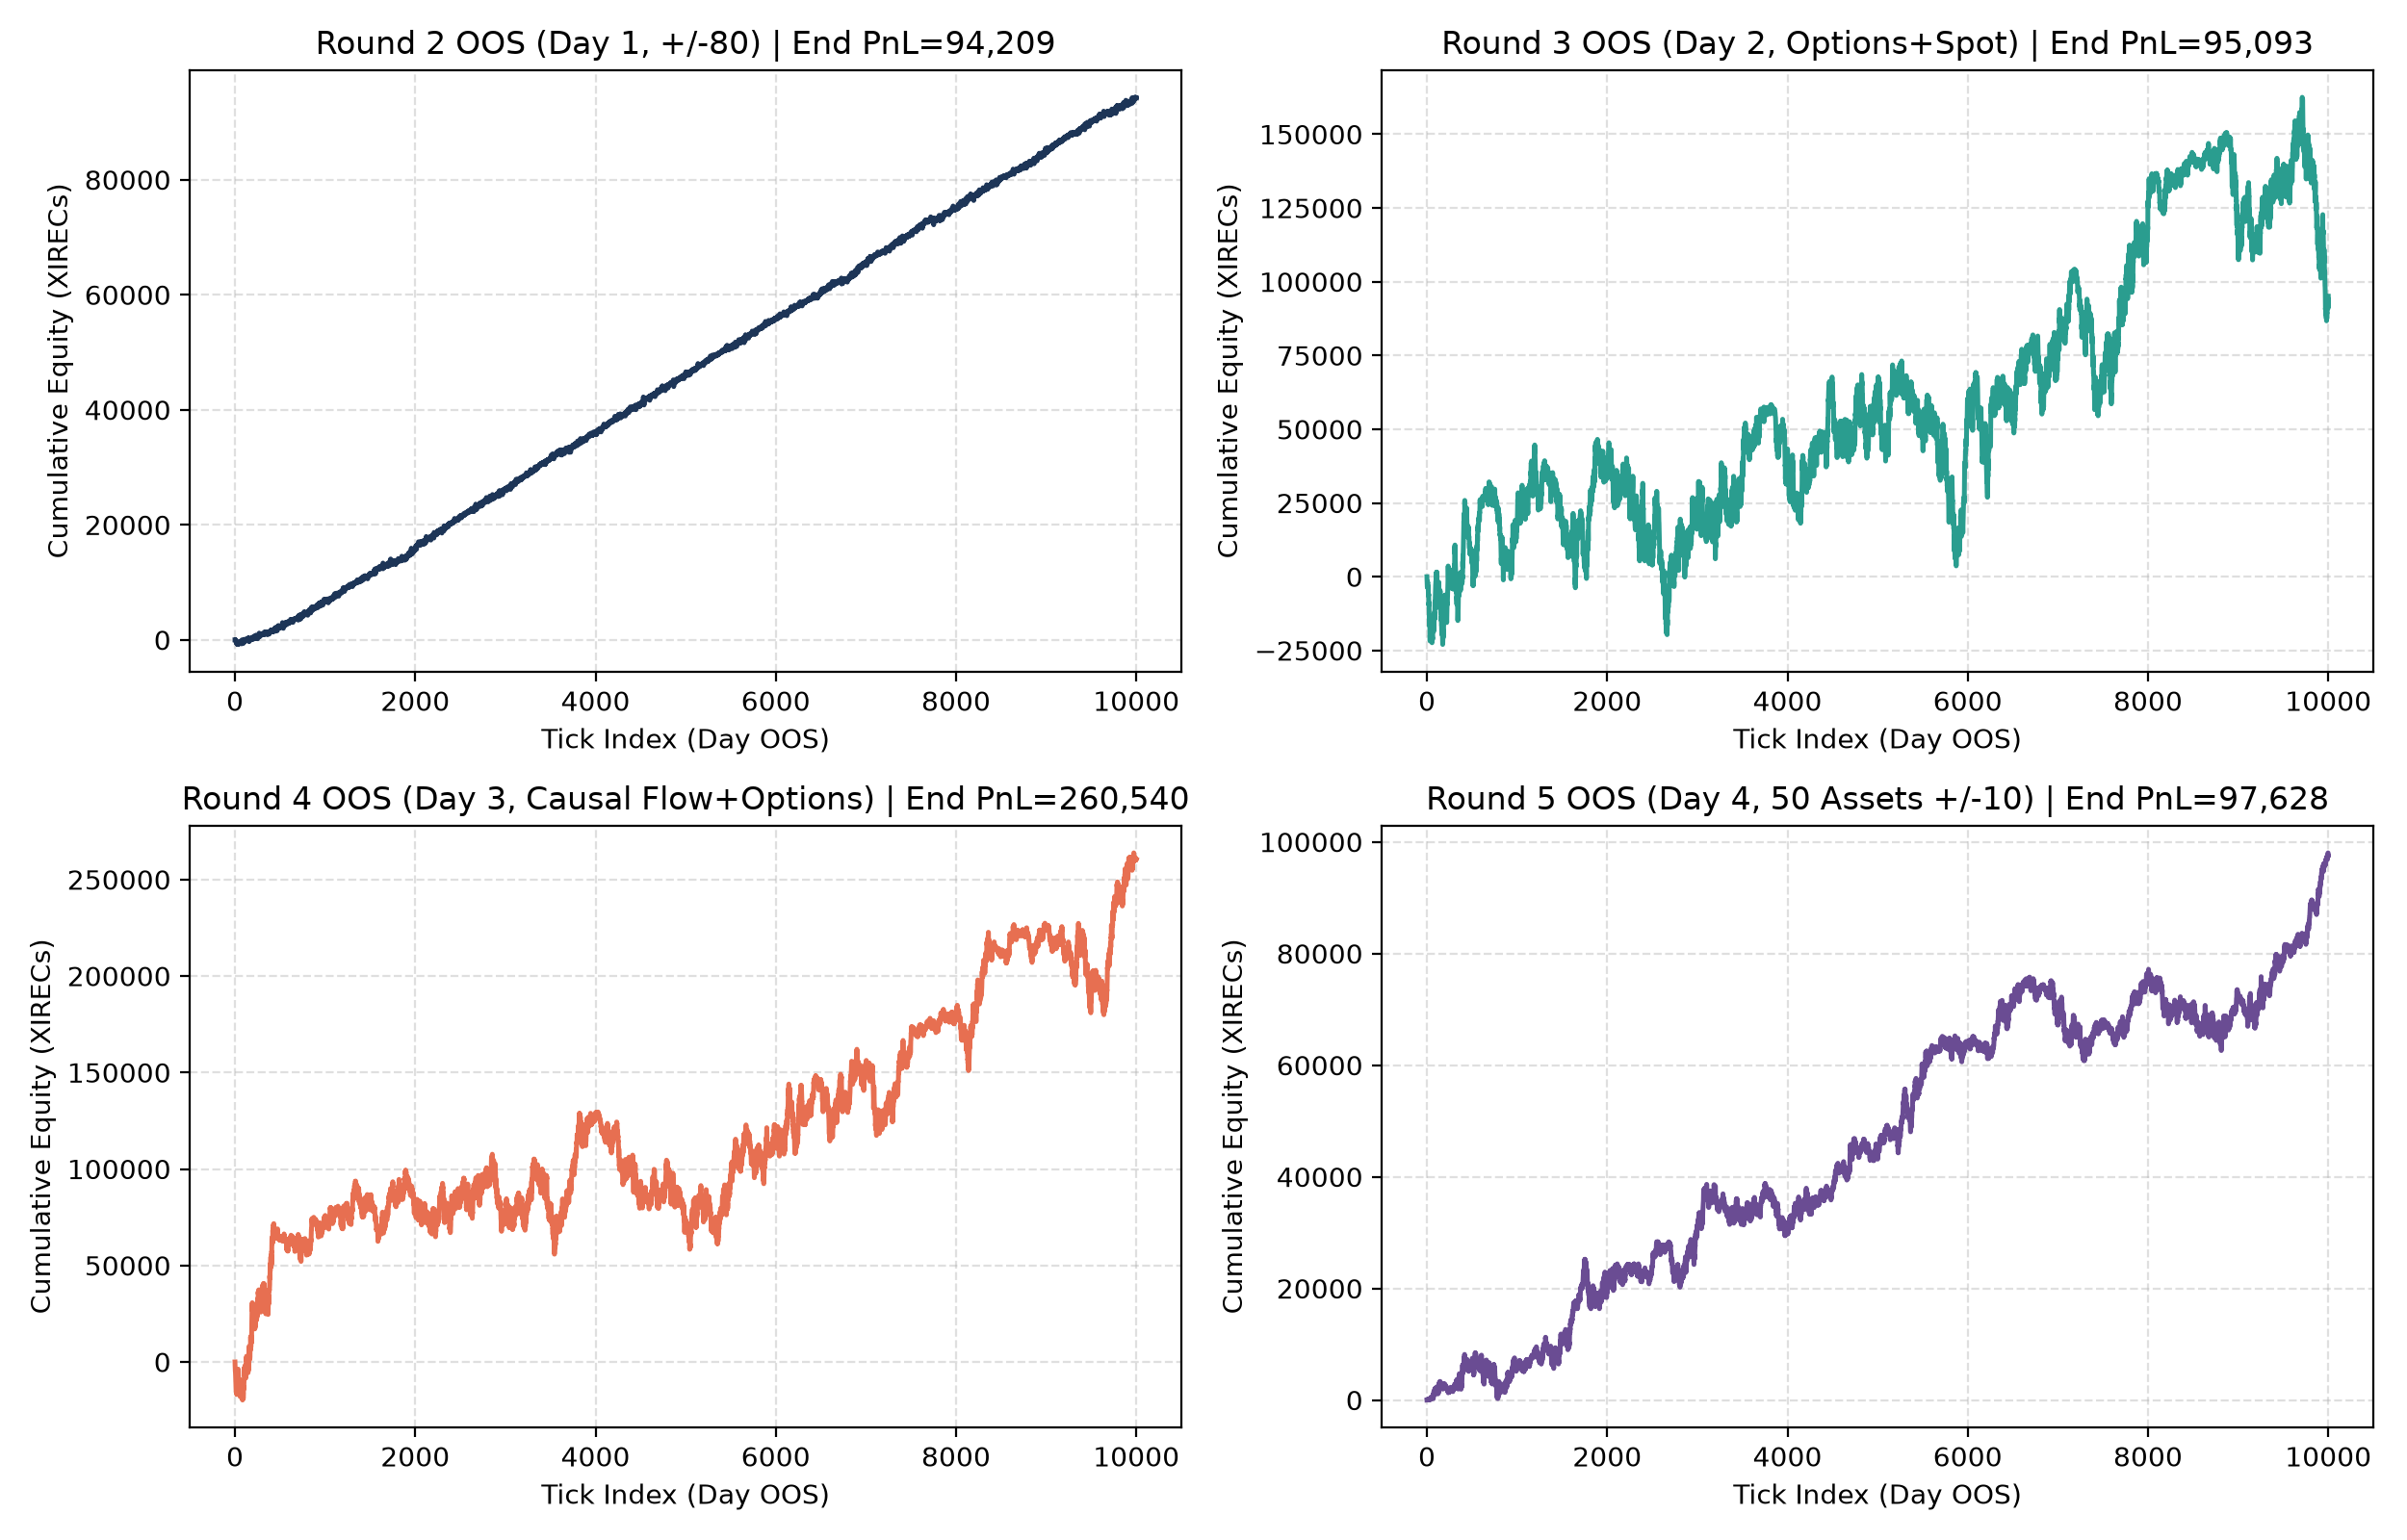 Round 2 OOS (Day 1, +/-80) | End PnL=94,209
Cumulative Equity (XIRECs)
80000
60000
40000
20000
0
0 2000 4000 6000 8000 10000
Tick Index (Day OOS)
Round 3 OOS (Day 2, Options+Spot) | End PnL=95,093
Cumulative Equity (XIRECs)
150000
125000
100000
75000
50000
25000
0
−25000
0 2000 4000 6000 8000 10000
Tick Index (Day OOS)
Round 4 OOS (Day 3, Causal Flow+Options) | End PnL=260,540
Cumulative Equity (XIRECs)
250000
200000
150000
100000
50000
0
0 2000 4000 6000 8000 10000
Tick Index (Day OOS)
Round 5 OOS (Day 4, 50 Assets +/-10) | End PnL=97,628
Cumulative Equity (XIRECs)
100000
80000
60000
40000
20000
0
0 2000 4000 6000 8000 10000
Tick Index (Day OOS)